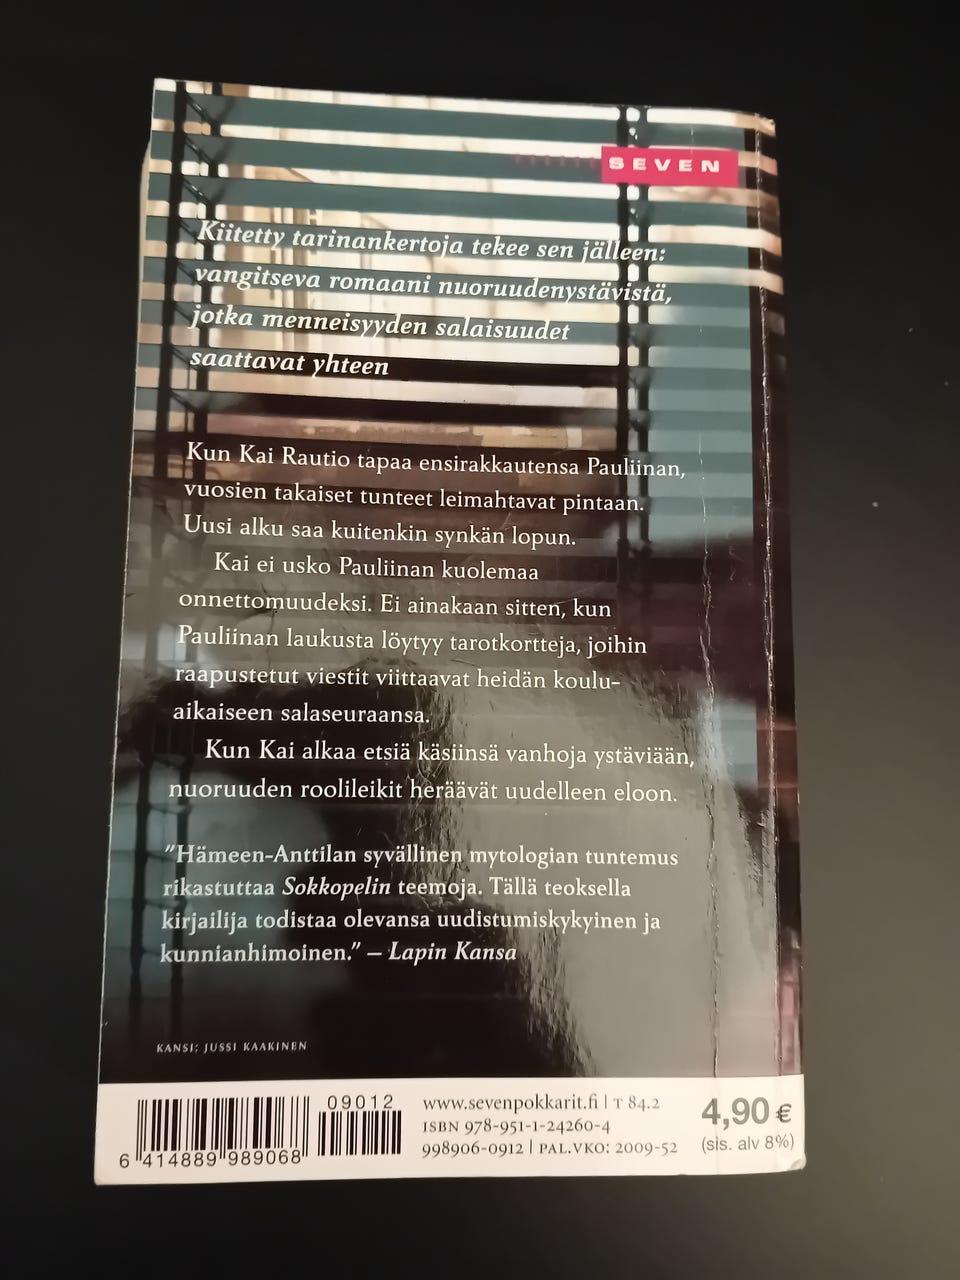 SEVEN
Kiitetty tarinankertoja tekee sen jälleen:
vangitseva romaani nuoruudenystävistä,
jotka menneisyyden salaisuudet
saattavat yhteen
Kun Kai Rautio tapaa ensirakkautensa Pauliinan,
vuosien takaiset tunteet leimahtavat pintaan.
Uusi alku saa kuitenkin synkän lopun.
Kai ei usko Pauliinan kuolemaa
onnettomuudeksi. Ei ainakaan sitten, kun
Pauliinan laukusta löytyy tarotkortteja, joihin
raapustetut viestit viittaavat heidän koulu-
aikaiseen salaseuraansa.
Kun Kai alkaa etsiä käsiinsä vanhoja ystäviään,
nuoruuden roolileikit heräävät uudelleen eloon.
"Hämeen-Anttilan syvällinen mytologian tuntemus
rikastuttaa Sokkopelin teemoja. Tällä teoksella
kirjailija todistaa olevansa uudistumiskykyinen ja
kunnianhimoinen." – Lapin Kansa
KANSI: JUSSI KAAKINEN
09012
6 414889 989068
www.sevenpokkarit.fi | T 84.2
ISBN 978-951-1-24260-4
998906-0912 | PAL.VKO: 2009-52
4,90 €
(sis. alv 8%)